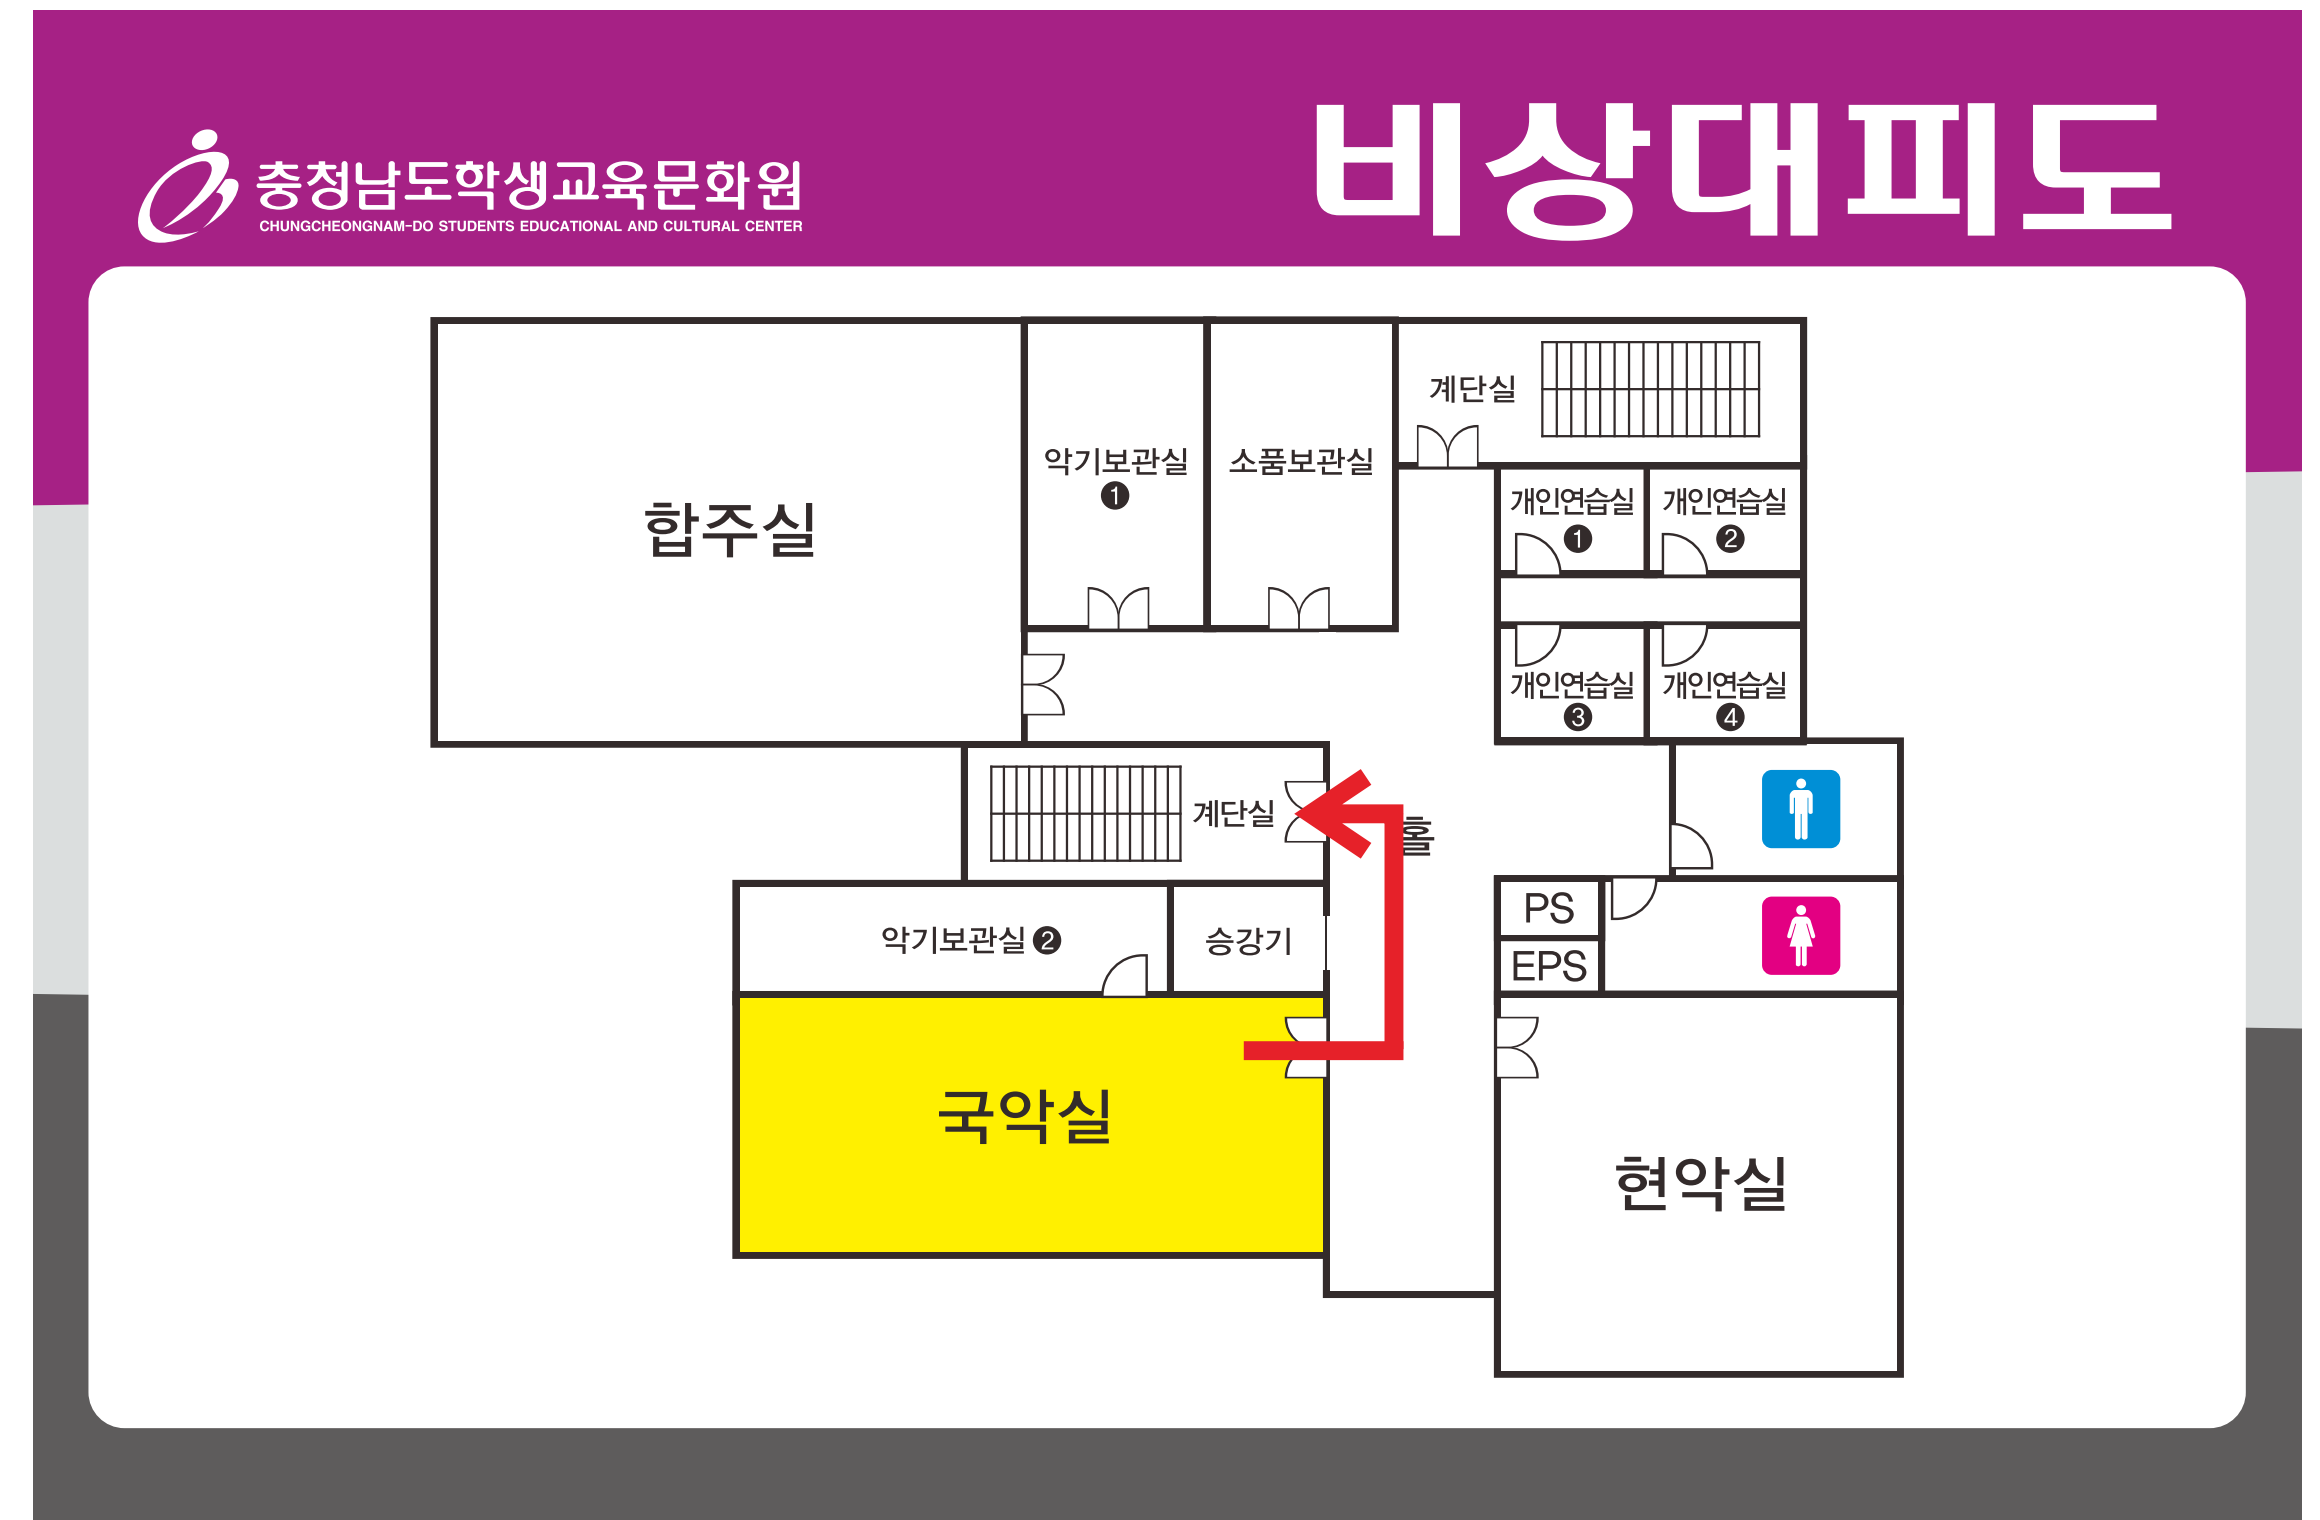 충청남도학생교육문화원
CHUNGCHEONGNAM-DO STUDENTS EDUCATIONAL AND CULTURAL CENTER
비상대피도
합주실
악기보관실
1
소품보관실
계단실
개인연습실
1
개인연습실
2
개인연습실
3
개인연습실
4
계단실
홀
악기보관실 2
승강기
PS
EPS
국악실
현악실